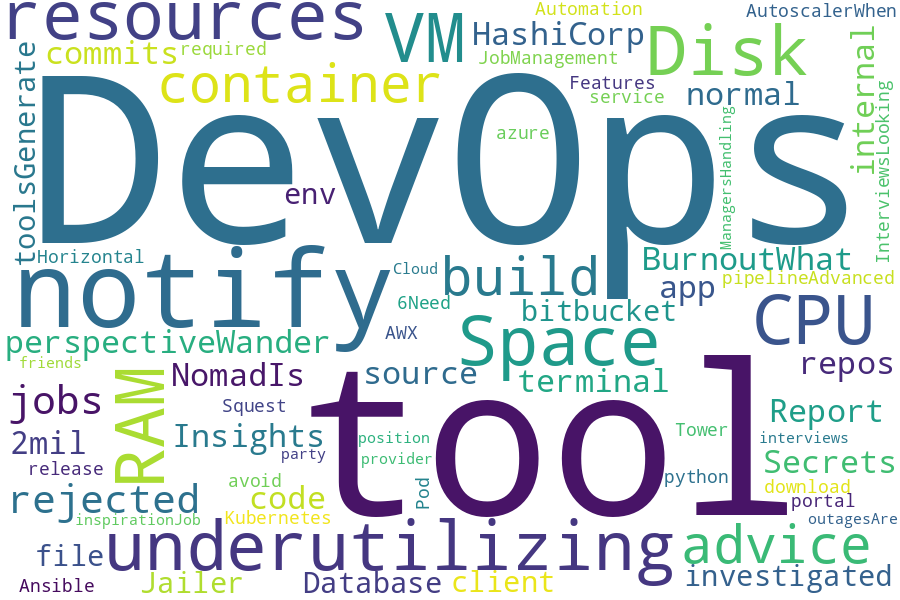 resources
VM
Automation
AutoscalerWhen
HashiCorp
Disk
commits
required
JobManagement
container
Features
service
normal
internal
toolsGenerate
DevOps
azure
env
ManagersHandling
InterviewsLooking
Horizontal
notify
Cloud
build
BurnoutWhat
pipelineAdvanced
6Need
bitbucket
app
CPU
perspectiveWander
AWX
Space
repos
friends
RAM
NomadIs
source
terminal
tool
jobs
Squest
Report
2mil
Insights
position
Tower
interviews
release
party
provider
Secrets
avoid
Pod
python
download
rejected
code
portal
inspirationJob
Kubernetes
outagesAre
file
underutilizing
advice
Ansible
Jailer
Database
client
investigated